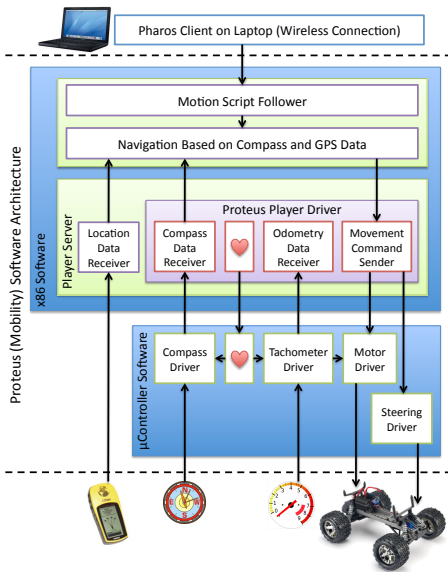 Pharos Client on Laptop (Wireless Connection)
Proteus (Mobility) Software Architecture
x86 Software
Motion Script Follower
Navigation Based on Compass and GPS Data
Player Server
Proteus Player Driver
Location
Data
Receiver
Compass
Data
Receiver
Odometry
Data
Receiver
Movement
Command
Sender
µController Software
Compass
Driver
Tachometer
Driver
Motor
Driver
Steering
Driver